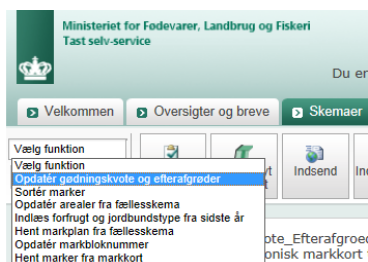 Ministeriet for Fødevarer, Landbrug og Fiskeri
Tast selv-service
Du er
Velkommen
Oversigter og breve
Skemaer
Vælg funktion
Indsend
Vælg funktion
Opdatér gødningskvote og efterafgrøder
Sortér marker
Opdatér arealer fra fællesskema
Indlæs forfrugt og jordbundstype fra sidste år
Hent markplan fra fællesskema
Opdatér markbloknummer
Hent marker fra markkort
ote_Efterafgroed
onisk markkort